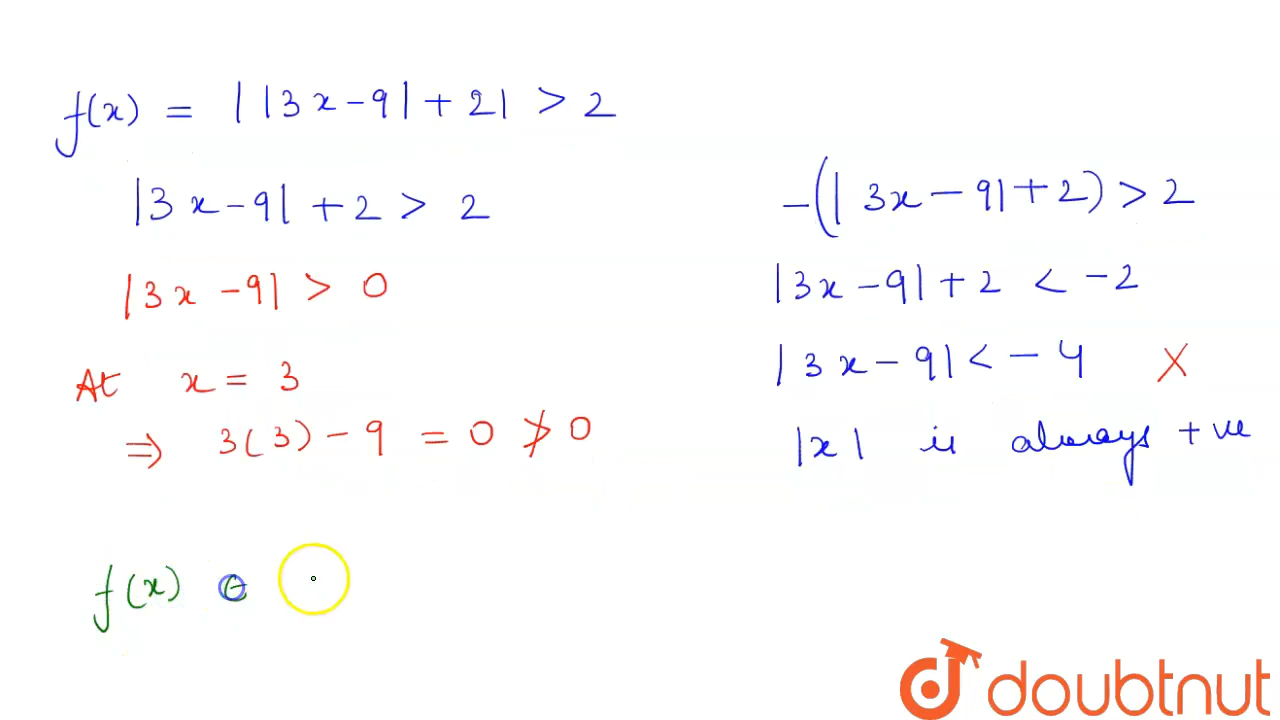 f(x) = | |3x-9| + 2| > 2
|3x-9| + 2 > 2
|3x-9| > 0
At x = 3
⇒ 3(3) - 9 = 0 ≯ 0
f(x) ∈
-(|3x-9| + 2) > 2
|3x-9| + 2 < -2
|3x-9| < -4 X
|x| is always +ve
doubtnut